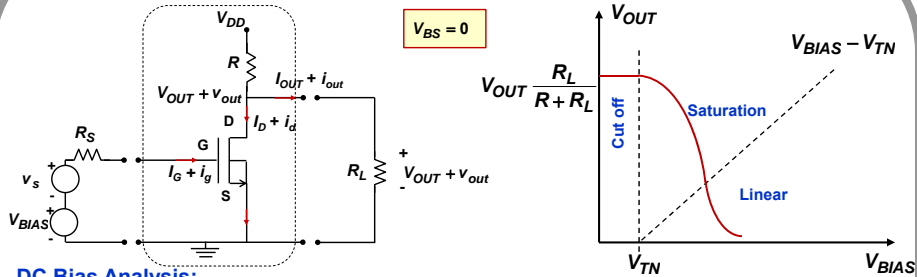 V_DD
V_BS = 0
R
I_OUT + i_out
V_OUT + v_out
D
I_D + i_d
G
R_S
I_G + i_g
S
+
v_s
-
+
V_BIAS
-
R_L
+
V_OUT + v_out
-
V_OUT
V_BIAS – V_TN
V_OUT R_L / R + R_L
Cut off
Saturation
Linear
V_TN
V_BIAS
DC Bias Analysis: